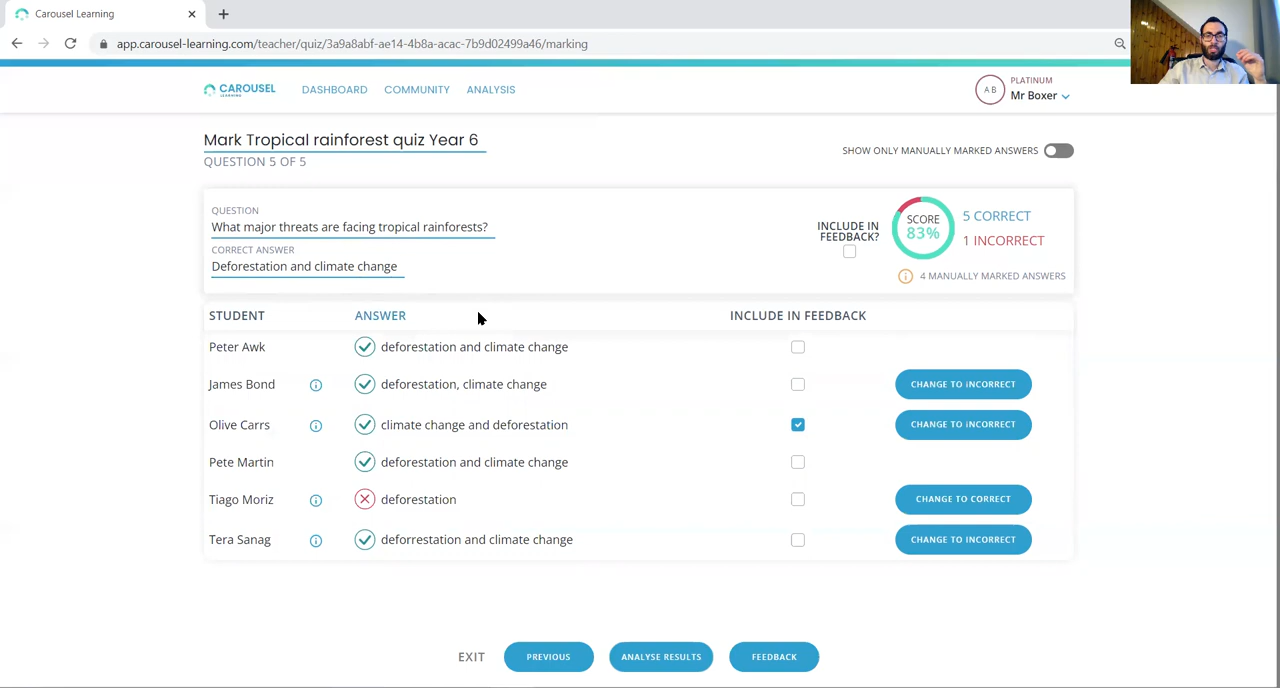 Carousel Learning
app.carousel-learning.com/teacher/quiz/3a9a8abf-ae14-4b8a-acac-7b9d02499a46/marking
CAROUSEL
LEARNING
DASHBOARD
COMMUNITY
ANALYSIS
A B
PLATINUM
Mr Boxer
Mark Tropical rainforest quiz Year 6
QUESTION 5 OF 5
SHOW ONLY MANUALLY MARKED ANSWERS
QUESTION
What major threats are facing tropical rainforests?
CORRECT ANSWER
Deforestation and climate change
INCLUDE IN
FEEDBACK?
SCORE
83%
5 CORRECT
1 INCORRECT
4 MANUALLY MARKED ANSWERS
STUDENT ANSWER INCLUDE IN FEEDBACK
Peter Awk deforestation and climate change
James Bond deforestation, climate change CHANGE TO INCORRECT
Olive Carrs climate change and deforestation CHANGE TO INCORRECT
Pete Martin deforestation and climate change
Tiago Moriz deforestation CHANGE TO CORRECT
Tera Sanag deforrestation and climate change CHANGE TO INCORRECT
EXIT PREVIOUS ANALYSE RESULTS FEEDBACK